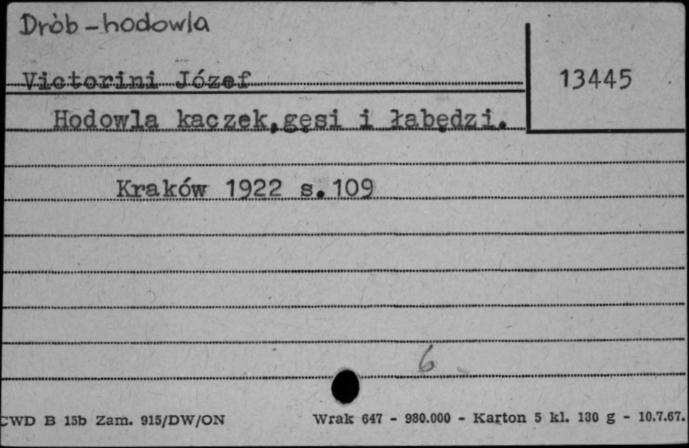 Drób - hodowla
Victorini Józef
13445
Hodowla kaczek,gęsi i łabędzi.
Kraków 1922 s.109
6
CWD B 15b Zam. 915/DW/ON
Wrak 647 - 980.000 - Karton 5 kl. 130 g - 10.7.67.